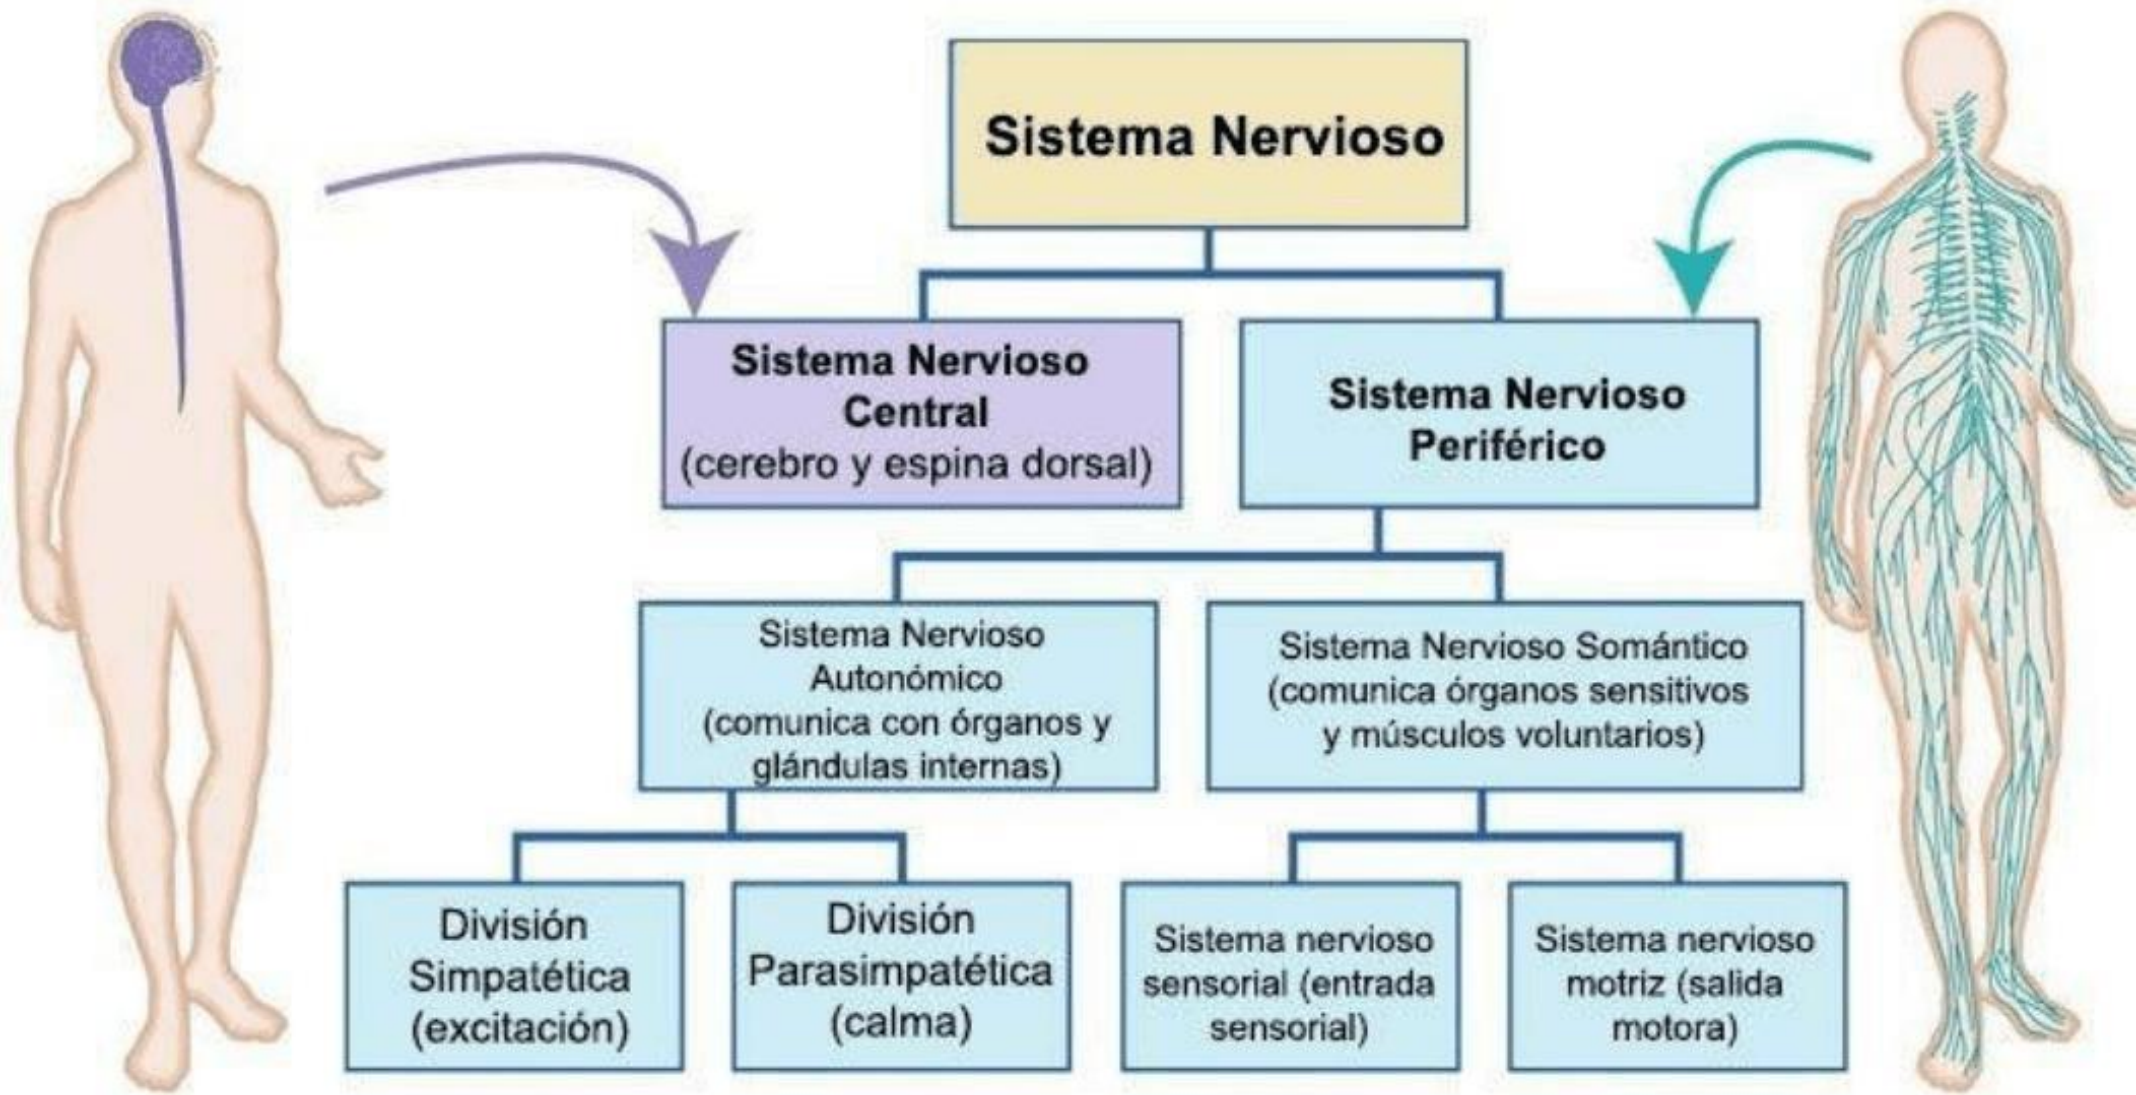 Sistema Nervioso
Sistema Nervioso
Central
(cerebro y espina dorsal)
Sistema Nervioso
Periférico
Sistema Nervioso
Autonómico
(comunica con órganos y
glándulas internas)
Sistema Nervioso Somántico
(comunica órganos sensitivos
y músculos voluntarios)
División
Simpatética
(excitación)
División
Parasimpatética
(calma)
Sistema nervioso
sensorial (entrada
sensorial)
Sistema nervioso
motriz (salida
motora)